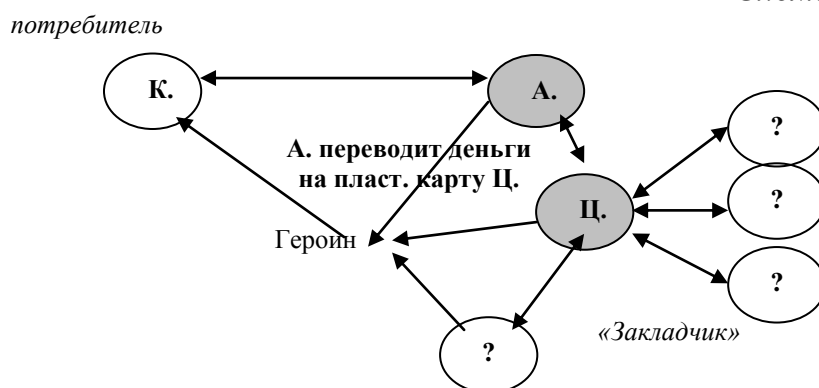 потребитель
К.
А.
?
А. переводит деньги
на пласт. карту Ц.
?
Ц.
Героин
?
«Закладчик»
?